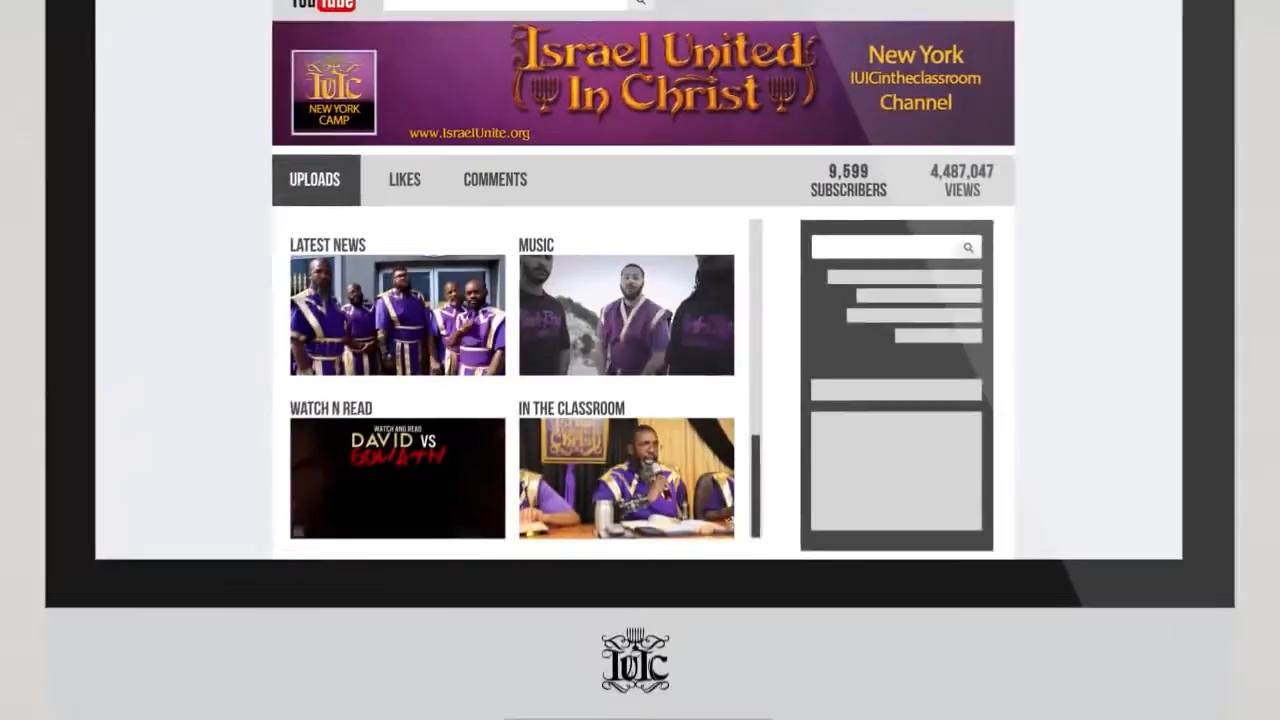 YouTube
Israel United
In Christ
IUIC
NEW YORK
CAMP
www.IsraelUnite.org
New York
IUICintheclassroom
Channel
UPLOADS
LIKES
COMMENTS
9,599
SUBSCRIBERS
4,487,047
VIEWS
LATEST NEWS
MUSIC
WATCH N READ
WATCH AND READ
DAVID VS
GOLIATH
IN THE CLASSROOM
Israel
Christ
IUIC